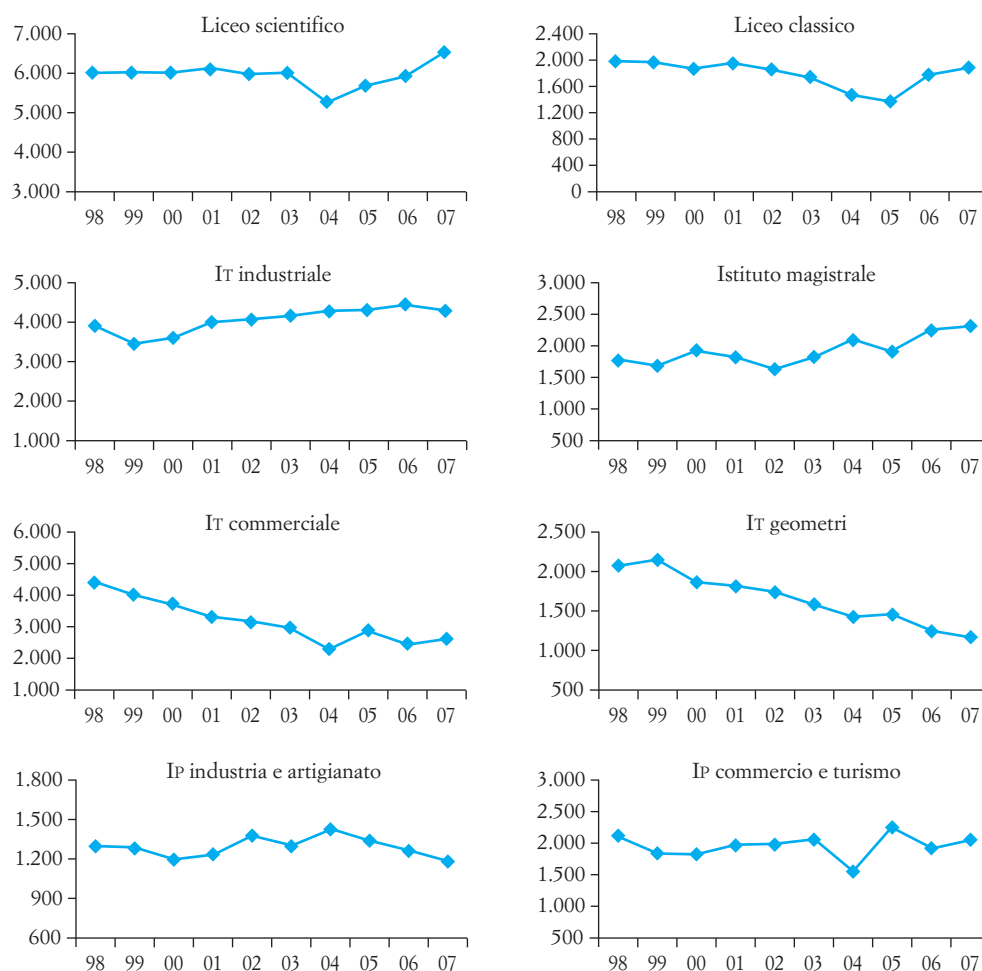 Liceo scientifico
7.000
6.000
5.000
4.000
3.000
98 99 00 01 02 03 04 05 06 07
Liceo classico
2.400
2.000
1.600
1.200
800
400
0
98 99 00 01 02 03 04 05 06 07
IT industriale
5.000
4.000
3.000
2.000
1.000
98 99 00 01 02 03 04 05 06 07
Istituto magistrale
3.000
2.500
2.000
1.500
1.000
500
98 99 00 01 02 03 04 05 06 07
IT commerciale
6.000
5.000
4.000
3.000
2.000
1.000
98 99 00 01 02 03 04 05 06 07
IT geometri
2.500
2.000
1.500
1.000
500
98 99 00 01 02 03 04 05 06 07
IP industria e artigianato
1.800
1.500
1.200
900
600
98 99 00 01 02 03 04 05 06 07
IP commercio e turismo
3.000
2.500
2.000
1.500
1.000
500
98 99 00 01 02 03 04 05 06 07